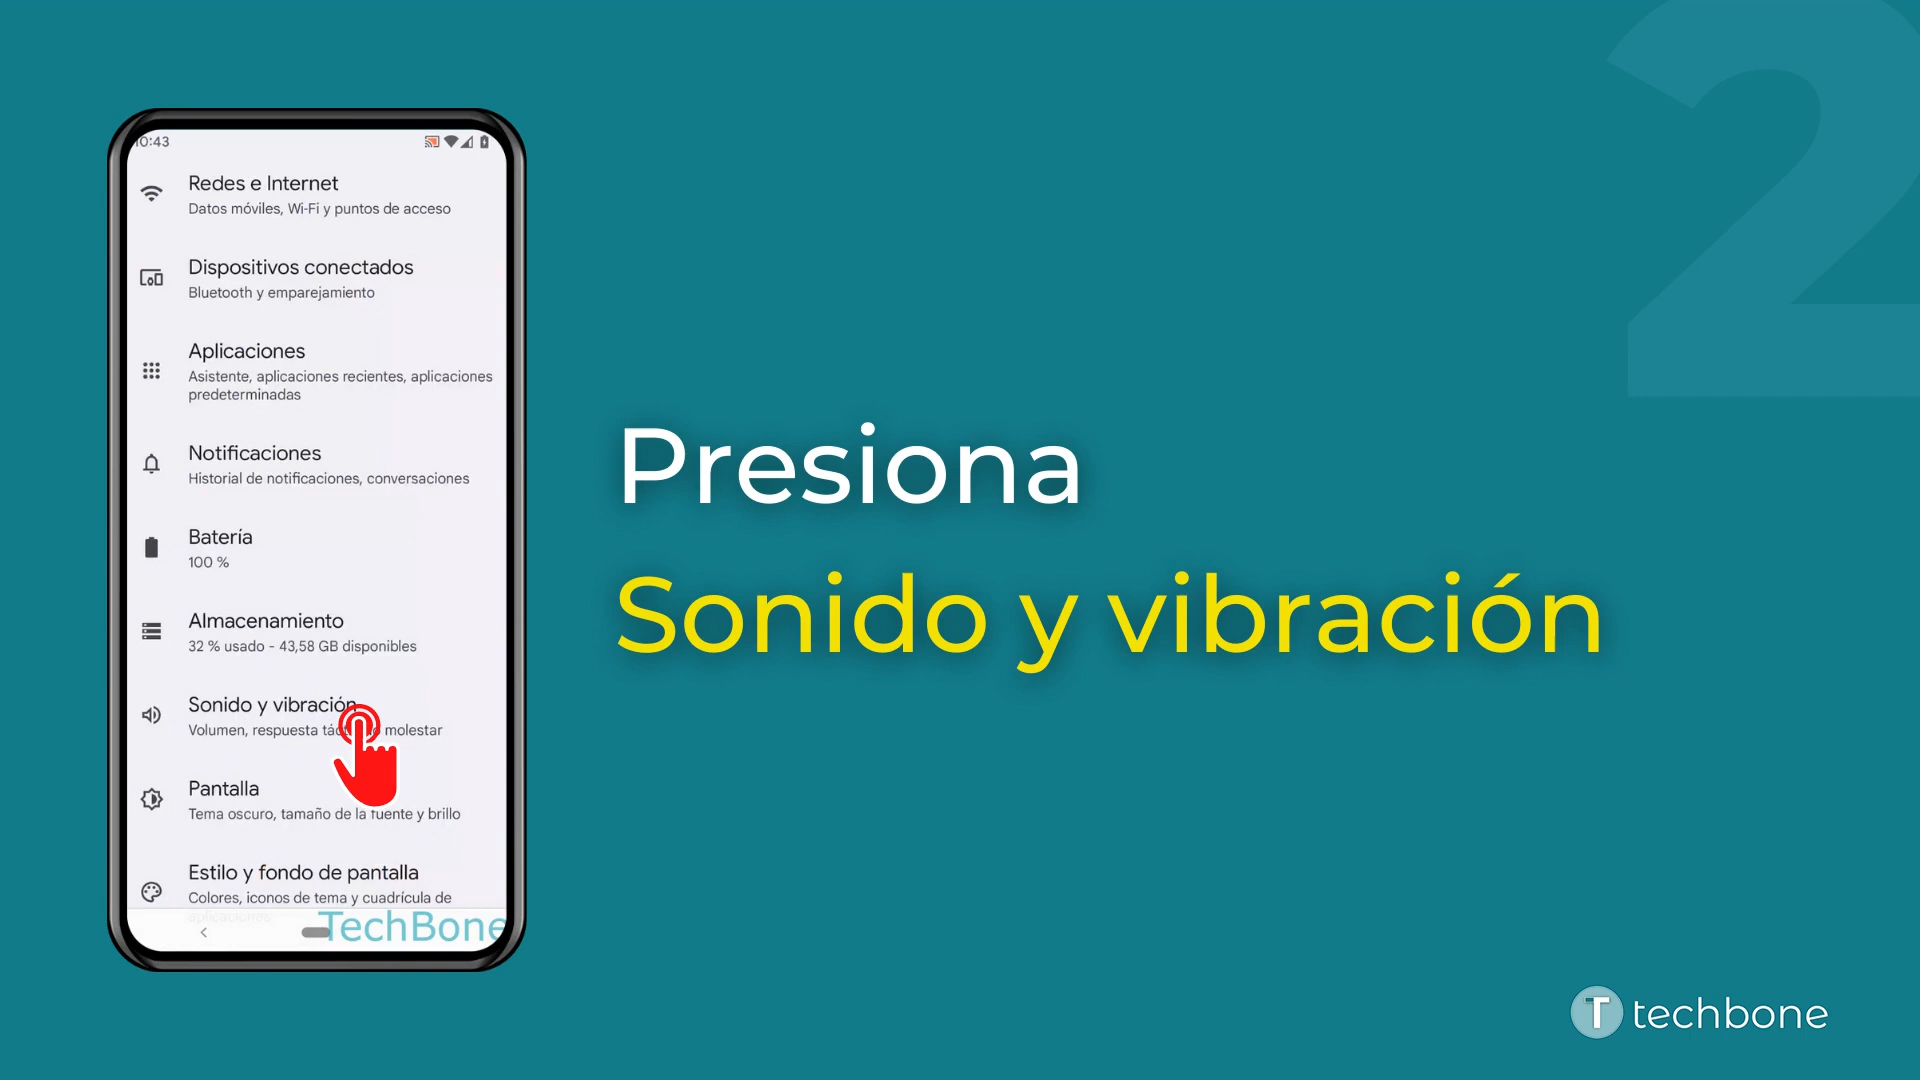 2
10:43
Redes e Internet
Datos móviles, Wi-Fi y puntos de acceso
Dispositivos conectados
Bluetooth y emparejamiento
Aplicaciones
Asistente, aplicaciones recientes, aplicaciones
predeterminadas
Notificaciones
Historial de notificaciones, conversaciones
Batería
100 %
Almacenamiento
32 % usado - 43,58 GB disponibles
Sonido y vibración
Volumen, respuesta molestar
Pantalla
Tema oscuro, tamaño de la fuente y brillo
Estilo y fondo de pantalla
Colores, iconos de tema y cuadrícula de
aplicaciones
TechBone
Presiona
Sonido y vibración
T techbone